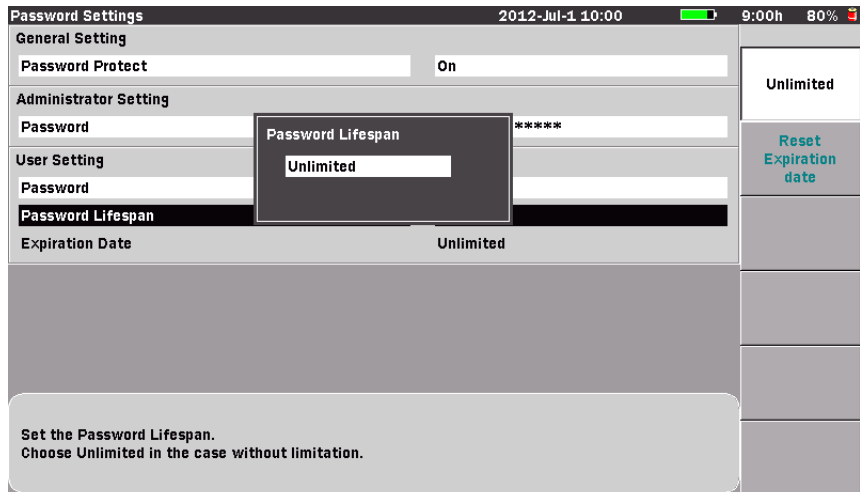 Password Settings 2012-Jul-1 10:00 9:00h 80%
General Setting
Password Protect On
Administrator Setting
Password *****
User Setting
Password
Password Lifespan
Expiration Date Unlimited
Password Lifespan
Unlimited
Unlimited
Reset
Expiration
date
Set the Password Lifespan.
Choose Unlimited in the case without limitation.